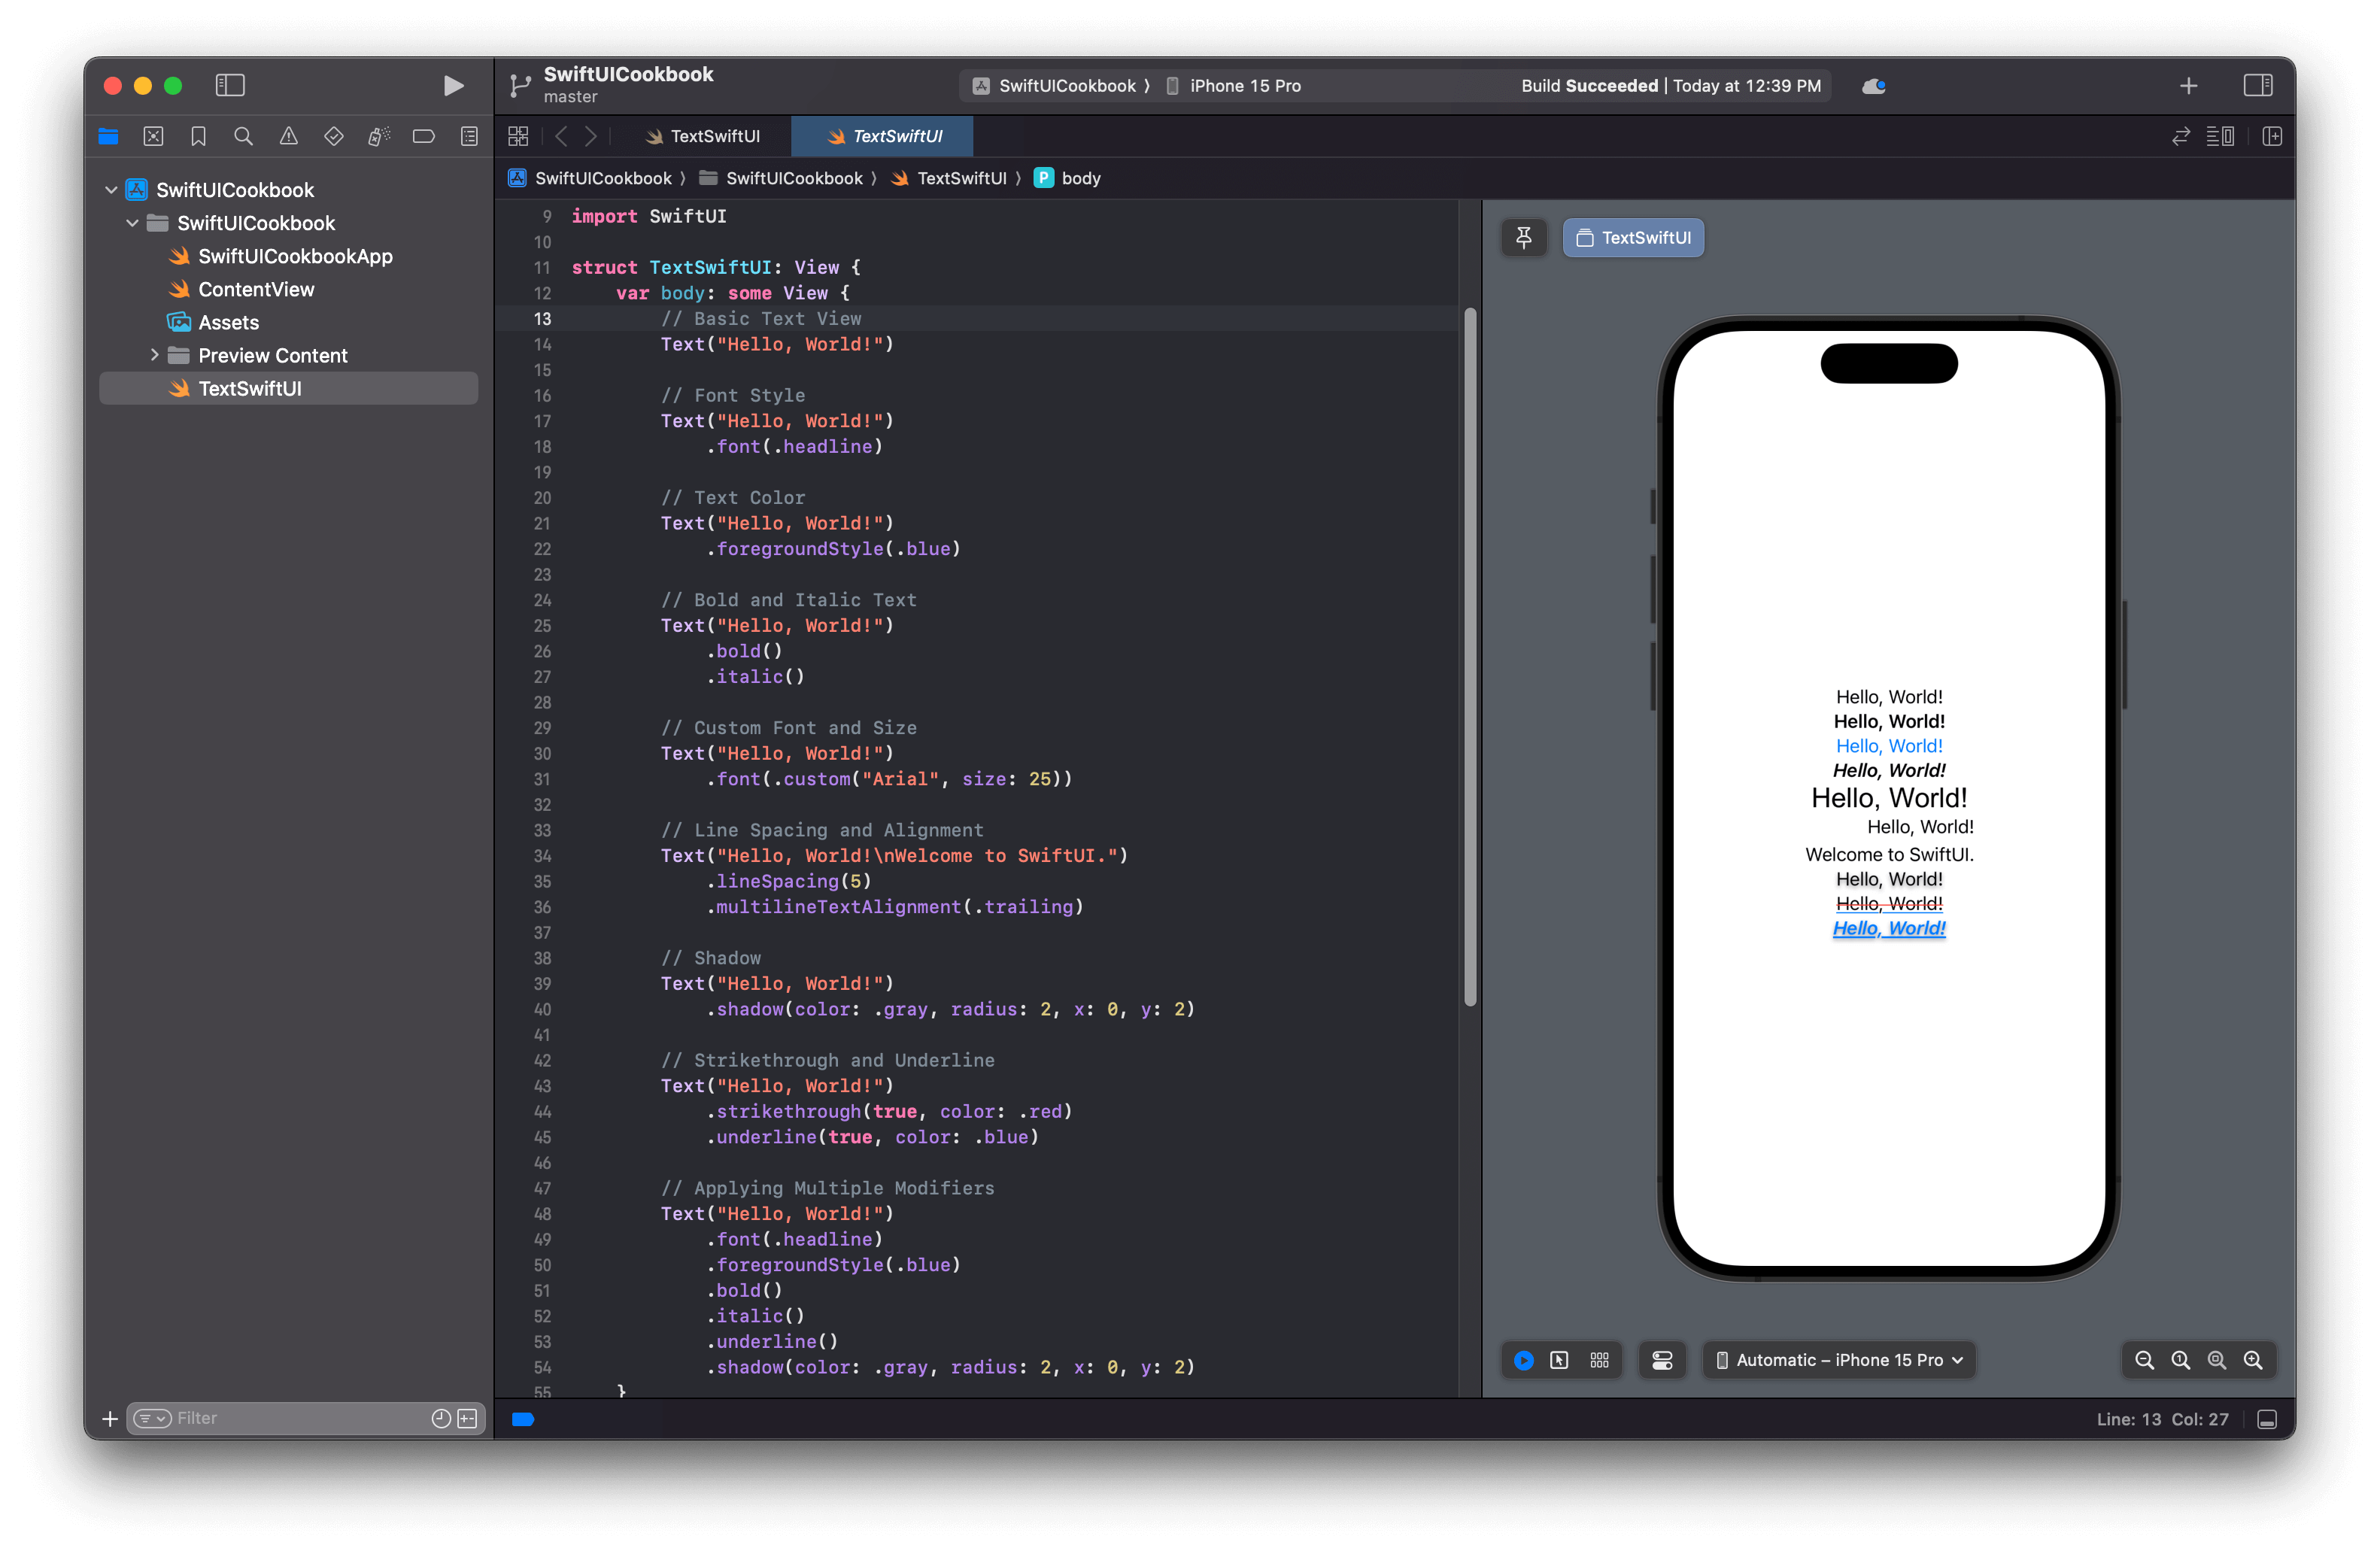 SwiftUICookbook
master
SwiftUICookbook ⟩ iPhone 15 Pro
Build Succeeded | Today at 12:39 PM
TextSwiftUI
TextSwiftUI
SwiftUICookbook ⟩ SwiftUICookbook ⟩ TextSwiftUI ⟩ P body
SwiftUICookbook
SwiftUICookbook
SwiftUICookbookApp
ContentView
Assets
Preview Content
TextSwiftUI
Filter
9 import SwiftUI
10
11 struct TextSwiftUI: View {
12     var body: some View {
13         // Basic Text View
14         Text("Hello, World!")
15
16         // Font Style
17         Text("Hello, World!")
18             .font(.headline)
19
20         // Text Color
21         Text("Hello, World!")
22             .foregroundStyle(.blue)
23
24         // Bold and Italic Text
25         Text("Hello, World!")
26             .bold()
27             .italic()
28
29         // Custom Font and Size
30         Text("Hello, World!")
31             .font(.custom("Arial", size: 25))
32
33         // Line Spacing and Alignment
34         Text("Hello, World!\nWelcome to SwiftUI.")
35             .lineSpacing(5)
36             .multilineTextAlignment(.trailing)
37
38         // Shadow
39         Text("Hello, World!")
40             .shadow(color: .gray, radius: 2, x: 0, y: 2)
41
42         // Strikethrough and Underline
43         Text("Hello, World!")
44             .strikethrough(true, color: .red)
45             .underline(true, color: .blue)
46
47         // Applying Multiple Modifiers
48         Text("Hello, World!")
49             .font(.headline)
50             .foregroundStyle(.blue)
51             .bold()
52             .italic()
53             .underline()
54             .shadow(color: .gray, radius: 2, x: 0, y: 2)
55     }
TextSwiftUI
Hello, World!
Hello, World!
Hello, World!
Hello, World!
Hello, World!
Hello, World!
Welcome to SwiftUI.
Hello, World!
Hello, World!
Hello, World!
Automatic – iPhone 15 Pro
Line: 13 Col: 27